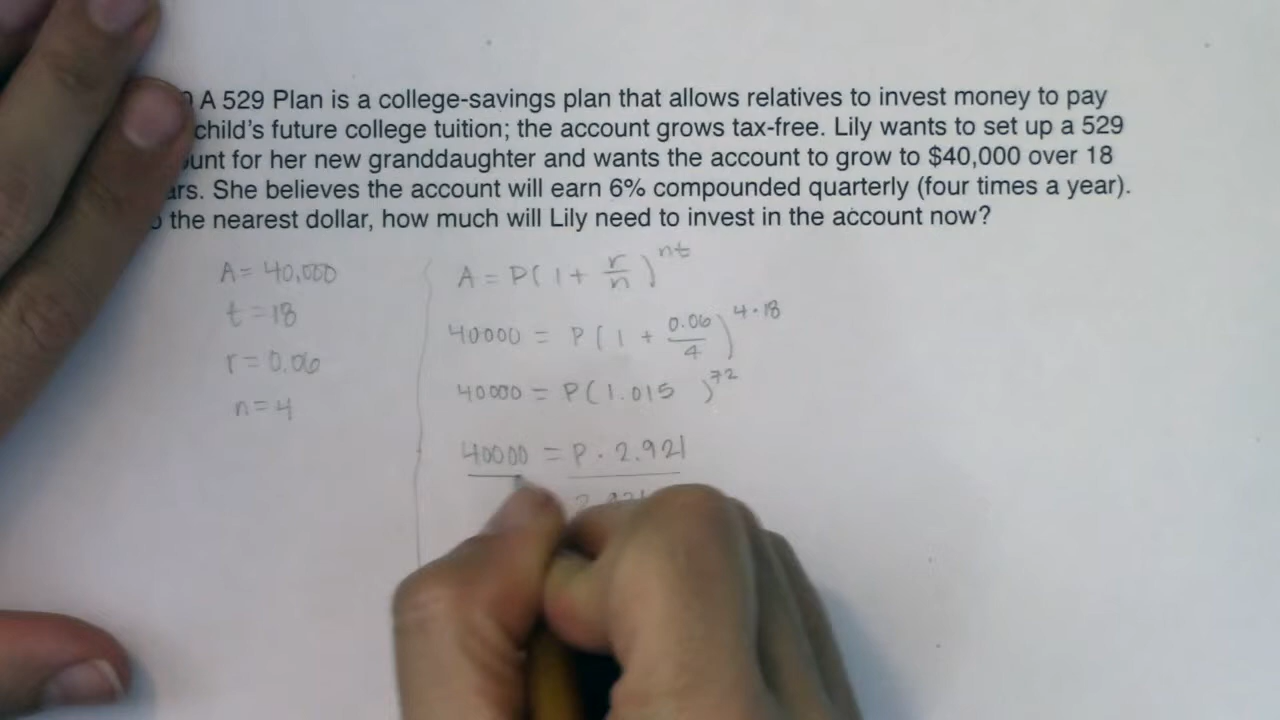 A 529 Plan is a college-savings plan that allows relatives to invest money to pay
child's future college tuition; the account grows tax-free. Lily wants to set up a 529
unt for her new granddaughter and wants the account to grow to $40,000 over 18
ars. She believes the account will earn 6% compounded quarterly (four times a year).
the nearest dollar, how much will Lily need to invest in the account now?
A = 40,000
t = 18
r = 0.06
n = 4
A = P(1 + r/n)^nt
40000 = P(1 + 0.06/4)^4·18
40000 = P(1.015)^72
40000 = P · 2.921